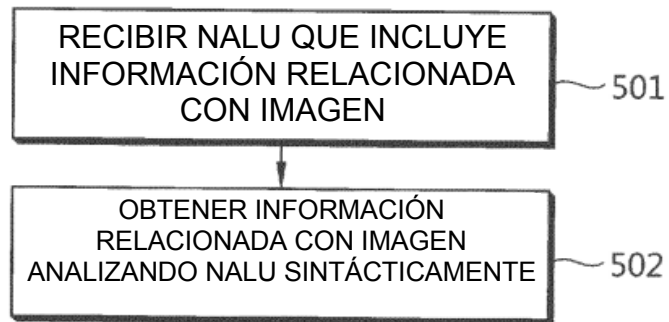 RECIBIR NALU QUE INCLUYE
INFORMACIÓN RELACIONADA
CON IMAGEN
501
OBTENER INFORMACIÓN
RELACIONADA CON IMAGEN
ANALIZANDO NALU SINTÁCTICAMENTE
502